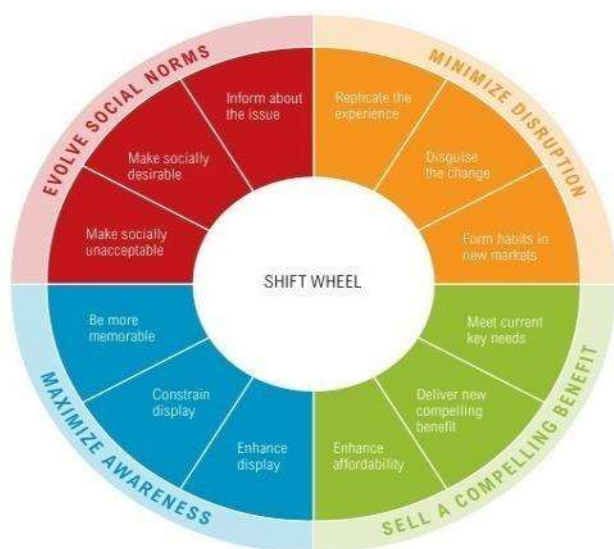 EVOLVE SOCIAL NORMS
Inform about
the issue
Make socially
desirable
Make socially
unacceptable
MINIMIZE DISRUPTION
Replicate the
experience
Disguise
the change
Form habits in
new markets
SHIFT WHEEL
MAXIMIZE AWARENESS
Be more
memorable
Constrain
display
Enhance
display
SELL A COMPELLING BENEFIT
Meet current
key needs
Deliver new
compelling
benefit
Enhance
affordability